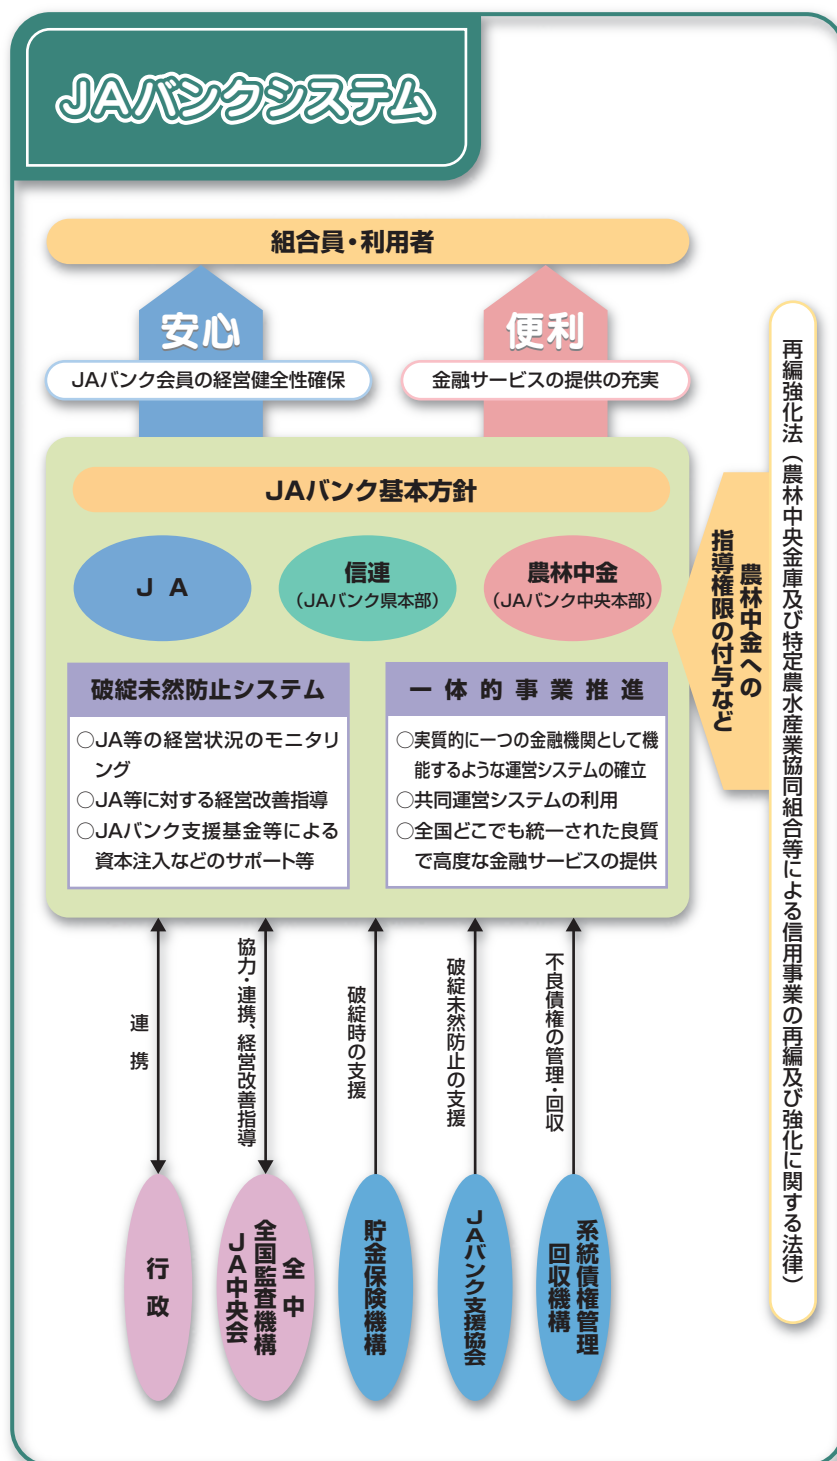 JAバンクシステム
組合員・利用者
安心
便利
JAバンク会員の経営健全性確保
金融サービスの提供の充実
JAバンク基本方針
J A
信連
(JAバンク県本部)
農林中金
(JAバンク中央本部)
破綻未然防止システム
○JA等の経営状況のモニタリ
ング
○JA等に対する経営改善指導
○JAバンク支援基金等による
資本注入などのサポート等
一体的事業推進
○実質的に一つの金融機関として機
能するような運営システムの確立
○共同運営システムの利用
○全国どこでも統一された良質
で高度な金融サービスの提供
農林中金への
指導権限の付与など
再編強化法(農林中央金庫及び特定農水産業協同組合等による信用事業の再編及び強化に関する法律)
連携
協力・連携、経営改善指導
破綻時の支援
破綻未然防止の支援
不良債権の管理・回収
行政
全中
全国監査機構
JA中央会
貯金保険機構
JAバンク支援協会
系統債権管理
回収機構